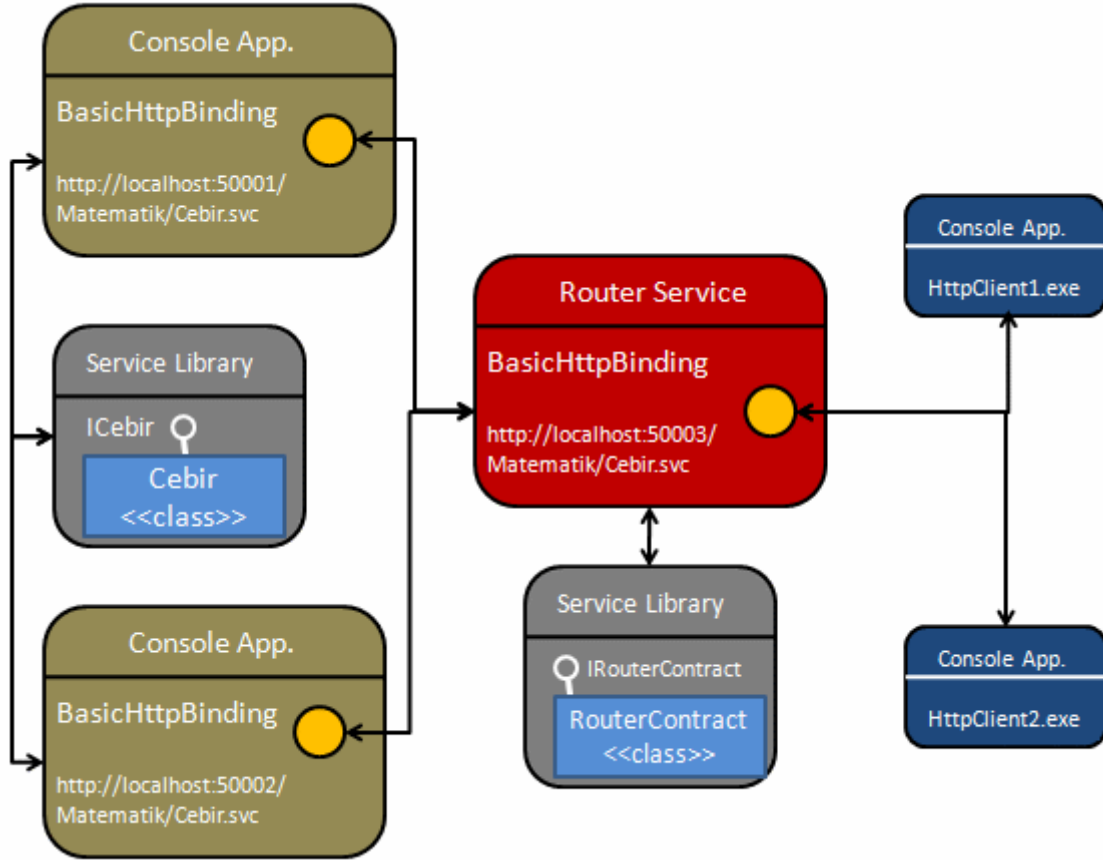 Console App.
BasicHttpBinding
http://localhost:50001/
Matematik/Cebir.svc
Service Library
ICebir
Cebir
<<class>>
Console App.
BasicHttpBinding
http://localhost:50002/
Matematik/Cebir.svc
Router Service
BasicHttpBinding
http://localhost:50003/
Matematik/Cebir.svc
Service Library
IRouterContract
RouterContract
<<class>>
Console App.
HttpClient1.exe
Console App.
HttpClient2.exe